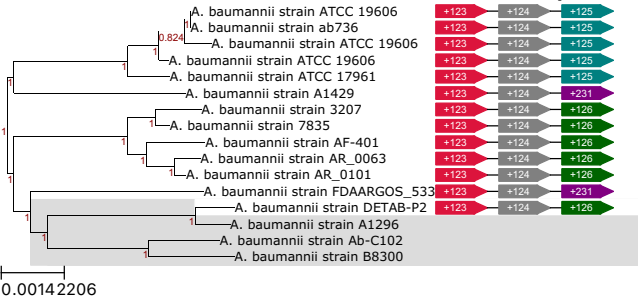 A. baumannii strain ATCC 19606 +123 +124 +125
A. baumannii strain ab736 +123 +124 +125
0.824
1 A. baumannii strain ATCC 19606 +123 +124 +125
1 A. baumannii strain ATCC 19606 +123 +124 +125
1 A. baumannii strain ATCC 17961 +123 +124 +125
1 A. baumannii strain A1429 +123 +124 +231
A. baumannii strain 3207 +123 +124 +126
1 1 A. baumannii strain 7835 +123 +124 +126
A. baumannii strain AF-401 +123 +124 +126
1 A. baumannii strain AR_0063 +123 +124 +126
1 1 A. baumannii strain AR_0101 +123 +124 +126
A. baumannii strain FDAARGOS_533 +123 +124 +231
A. baumannii strain DETAB-P2 +123 +124 +126
1 1 A. baumannii strain A1296
1 A. baumannii strain Ab-C102
1 A. baumannii strain B8300
0.00142206